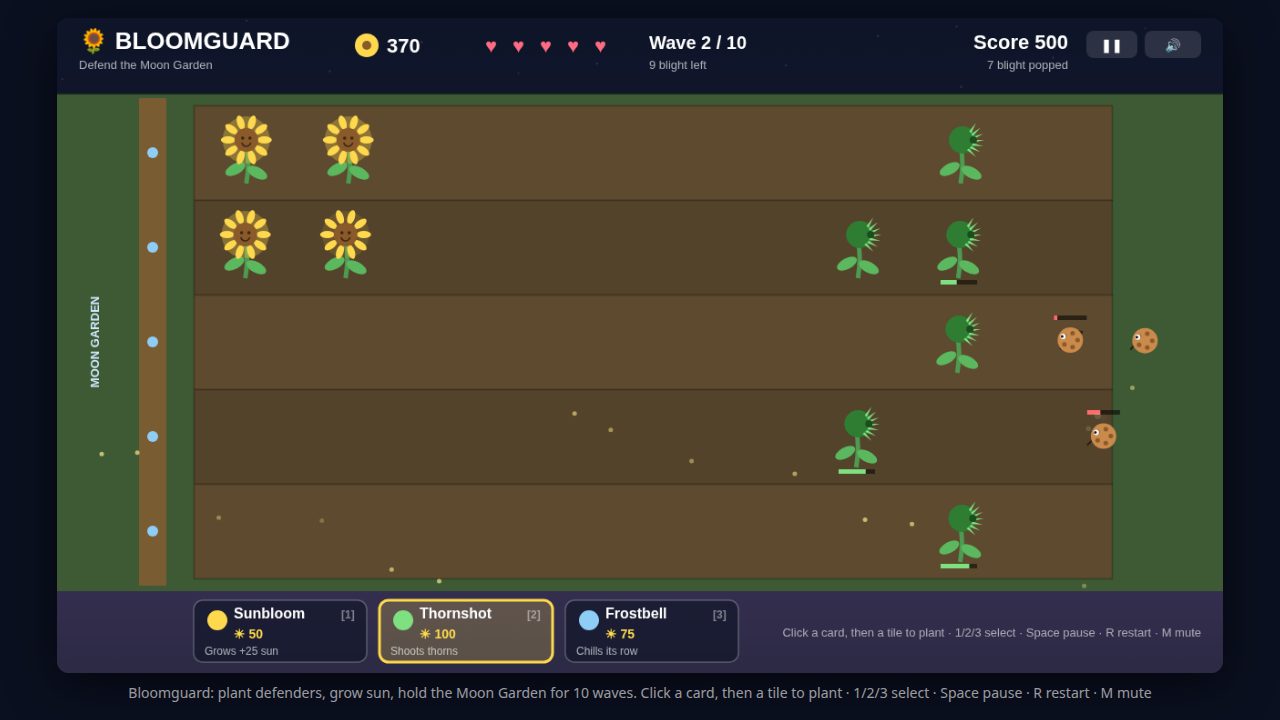 🌻 BLOOMGUARD
Defend the Moon Garden
370
Wave 2 / 10
9 blight left
Score 500
7 blight popped
MOON GARDEN
Sunbloom [1]
☀ 50
Grows +25 sun
Thornshot [2]
☀ 100
Shoots thorns
Frostbell [3]
☀ 75
Chills its row
Click a card, then a tile to plant · 1/2/3 select · Space pause · R restart · M mute
Bloomguard: plant defenders, grow sun, hold the Moon Garden for 10 waves. Click a card, then a tile to plant · 1/2/3 select · Space pause · R restart · M mute